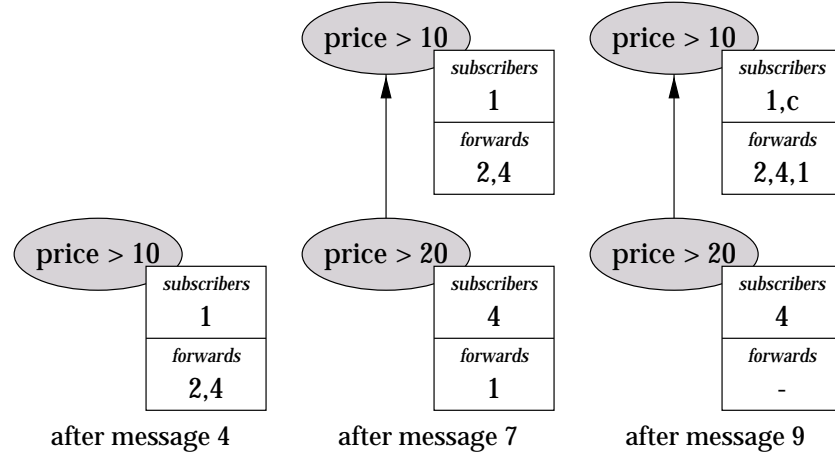 price > 10
subscribers
1
forwards
2,4
after message 4
price > 10
subscribers
1
forwards
2,4
price > 20
subscribers
4
forwards
1
after message 7
price > 10
subscribers
1,c
forwards
2,4,1
price > 20
subscribers
4
forwards
-
after message 9